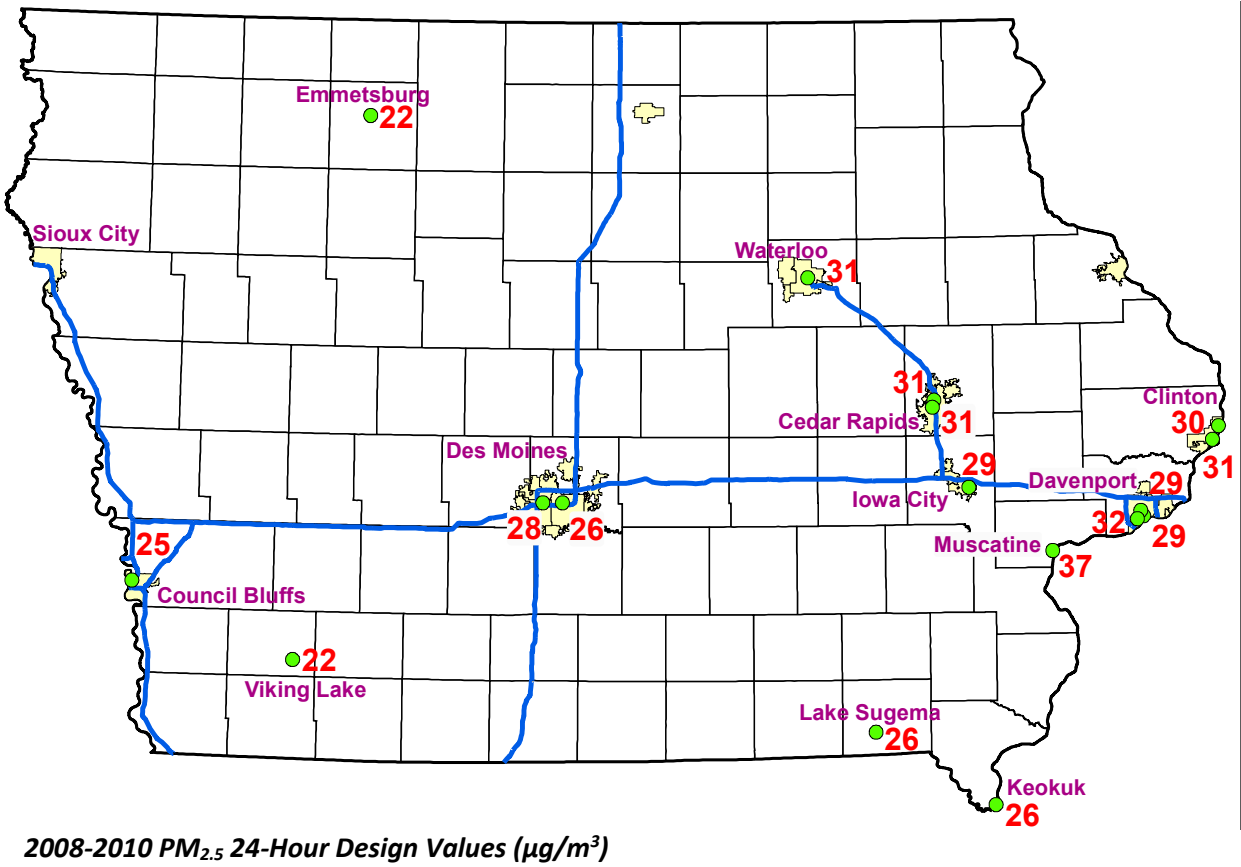 Emmetsburg
22
Sioux City
Waterloo
31
31
Cedar Rapids
31
Clinton
30
31
Des Moines
28
26
29
Iowa City
Davenport
29
32
29
Muscatine
37
25
Council Bluffs
22
Viking Lake
Lake Sugema
26
Keokuk
26
2008-2010 PM2.5 24-Hour Design Values (µg/m³)